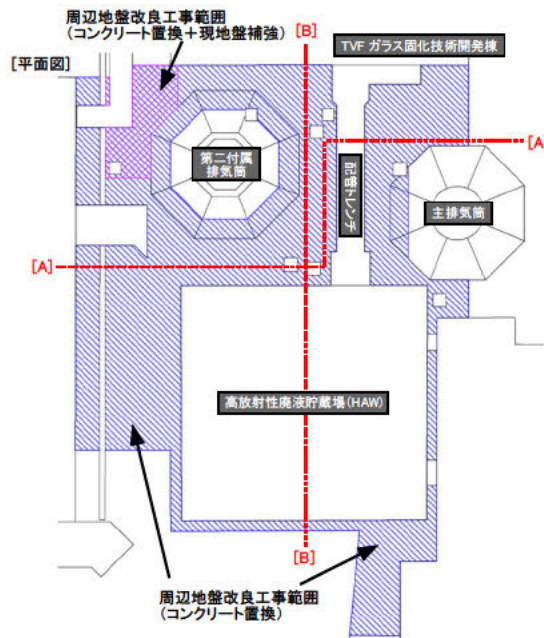 周辺地盤改良工事範囲
(コンクリート置換＋現地盤補強)
[B]
TVF ガラス固化技術開発棟
[平面図]
[A]
第二付属
排気筒
配管トレンチ
主排気筒
[A]
高放射性廃液貯蔵場(HAW)
[B]
周辺地盤改良工事範囲
(コンクリート置換)